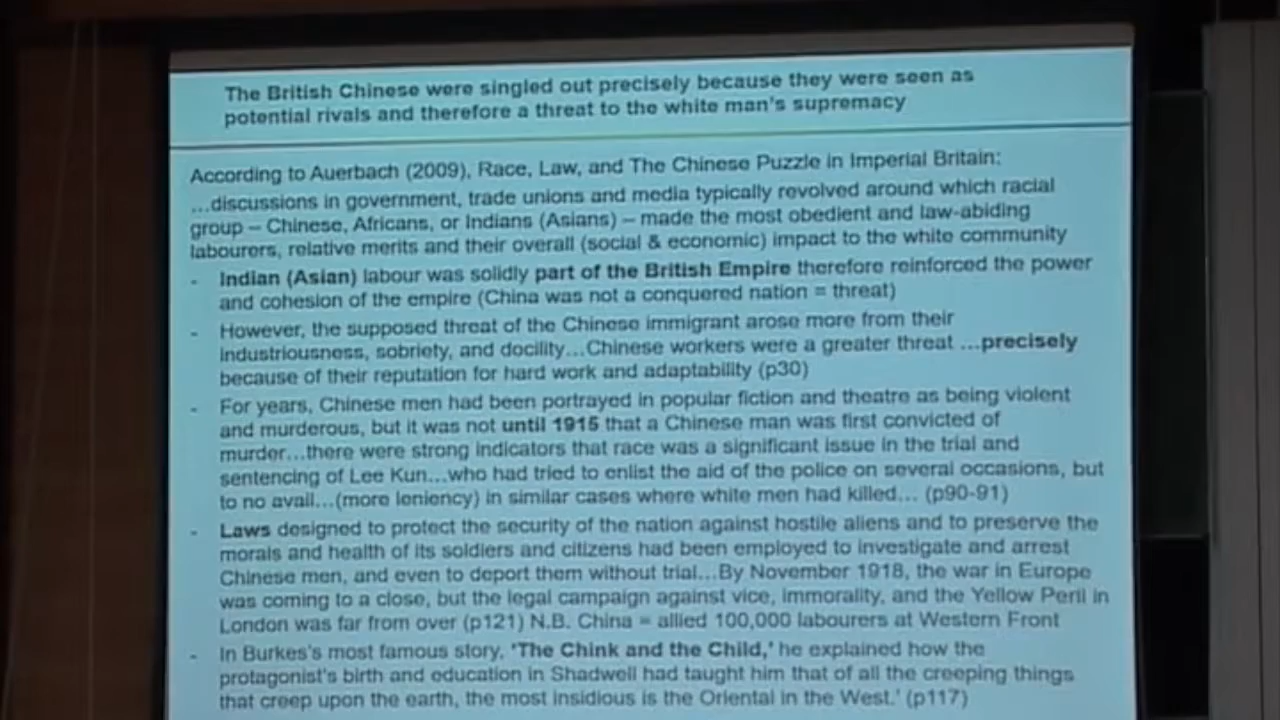 The British Chinese were singled out precisely because they were seen as
potential rivals and therefore a threat to the white man's supremacy
According to Auerbach (2009), Race, Law, and The Chinese Puzzle in Imperial Britain:
...discussions in government, trade unions and media typically revolved around which racial
group – Chinese, Africans, or Indians (Asians) – made the most obedient and law-abiding
labourers, relative merits and their overall (social & economic) impact to the white community
- Indian (Asian) labour was solidly part of the British Empire therefore reinforced the power
and cohesion of the empire (China was not a conquered nation = threat)
- However, the supposed threat of the Chinese immigrant arose more from their
industriousness, sobriety, and docility...Chinese workers were a greater threat ...precisely
because of their reputation for hard work and adaptability (p30)
- For years, Chinese men had been portrayed in popular fiction and theatre as being violent
and murderous, but it was not until 1915 that a Chinese man was first convicted of
murder...there were strong indicators that race was a significant issue in the trial and
sentencing of Lee Kun...who had tried to enlist the aid of the police on several occasions, but
to no avail...(more leniency) in similar cases where white men had killed... (p90-91)
- Laws designed to protect the security of the nation against hostile aliens and to preserve the
morals and health of its soldiers and citizens had been employed to investigate and arrest
Chinese men, and even to deport them without trial...By November 1918, the war in Europe
was coming to a close, but the legal campaign against vice, immorality, and the Yellow Peril in
London was far from over (p121) N.B. China = allied 100,000 labourers at Western Front
- In Burkes's most famous story, 'The Chink and the Child,' he explained how the
protagonist's birth and education in Shadwell had taught him that of all the creeping things
that creep upon the earth, the most insidious is the Oriental in the West.' (p117)